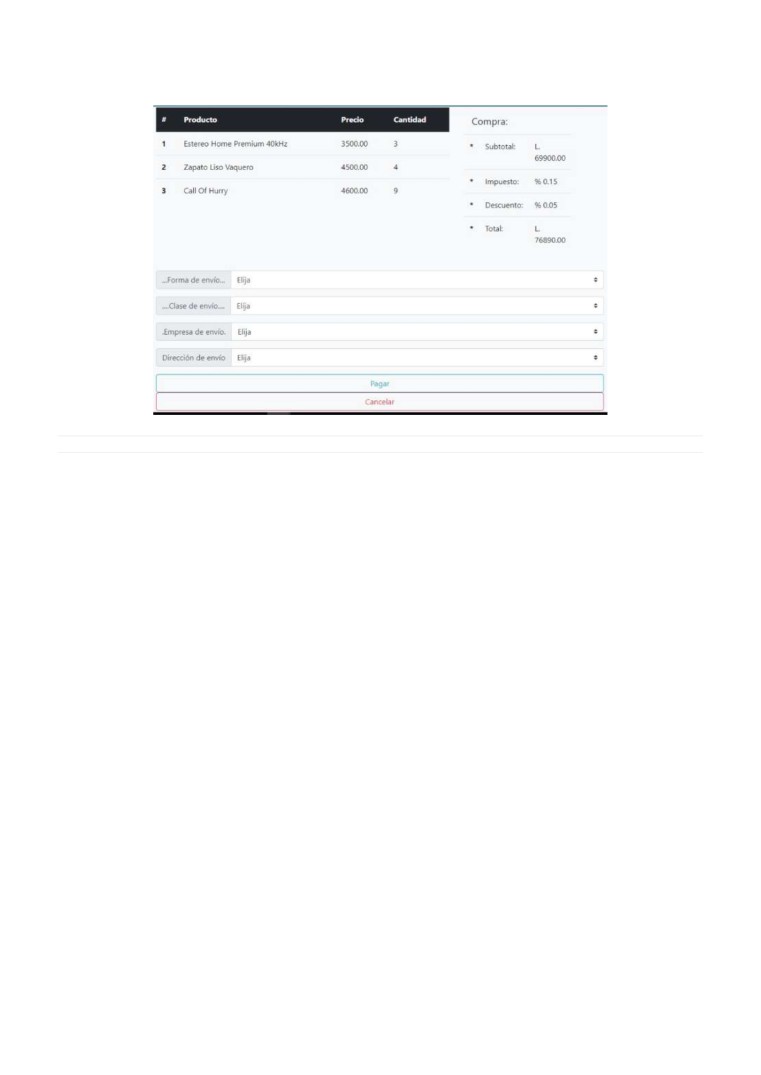 # Producto Precio Cantidad
1 Estereo Home Premium 40kHz 3500.00 3
2 Zapato Liso Vaquero 4500.00 4
3 Call Of Hurry 4600.00 9
Compra:
• Subtotal: L.
69900.00
• Impuesto: % 0.15
• Descuento: % 0.05
• Total: L.
76890.00
...Forma de envío... Elija
....Clase de envío.... Elija
.Empresa de envío. Elija
Dirección de envío Elija
Pagar
Cancelar